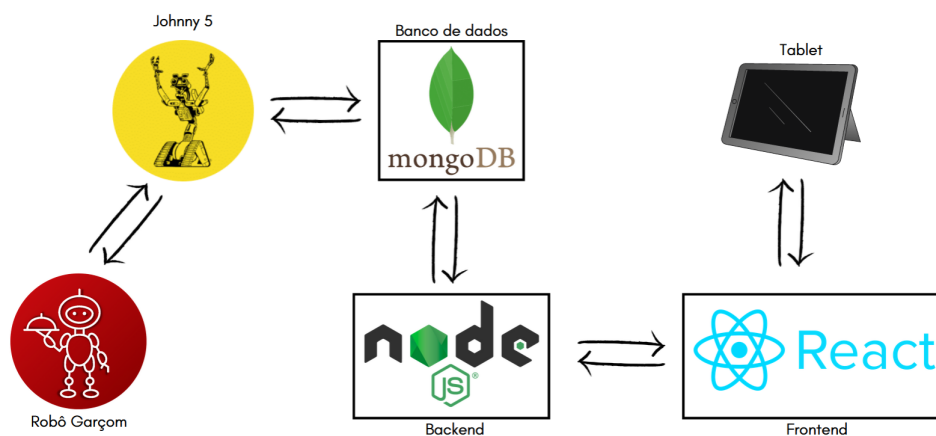 Johnny 5
Banco de dados
Tablet
mongoDB
node
JS
®
React
Robô Garçom
Backend
Frontend